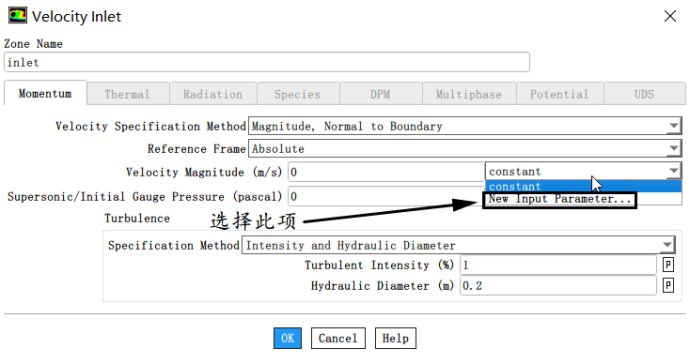 Velocity Inlet
Zone Name
inlet
Momentum Thermal Radiation Species DPM Multiphase Potential UDS
Velocity Specification Method Magnitude, Normal to Boundary
Reference Frame Absolute
Velocity Magnitude (m/s) 0 constant
constant
Supersonic/Initial Gauge Pressure (pascal) 0 New Input Parameter...
选择此项
Turbulence
Specification Method Intensity and Hydraulic Diameter
Turbulent Intensity (%) 1 P
Hydraulic Diameter (m) 0.2 P
OK Cancel Help